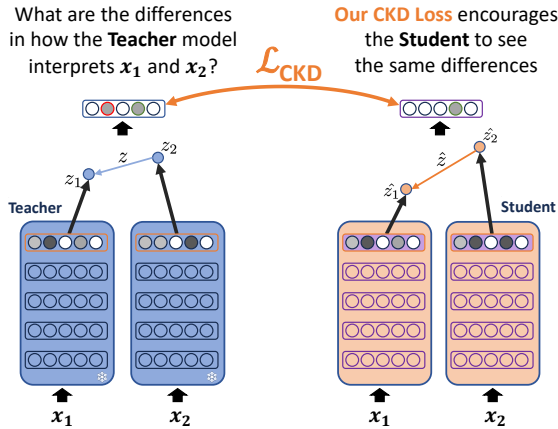 What are the differences
in how the Teacher model
interprets x₁ and x₂?
Our CKD Loss encourages
the Student to see
the same differences
ℒ_CKD
z₁
z
z₂
ẑ₁
ẑ
ẑ₂
Teacher
Student
x₁
x₂
x₁
x₂